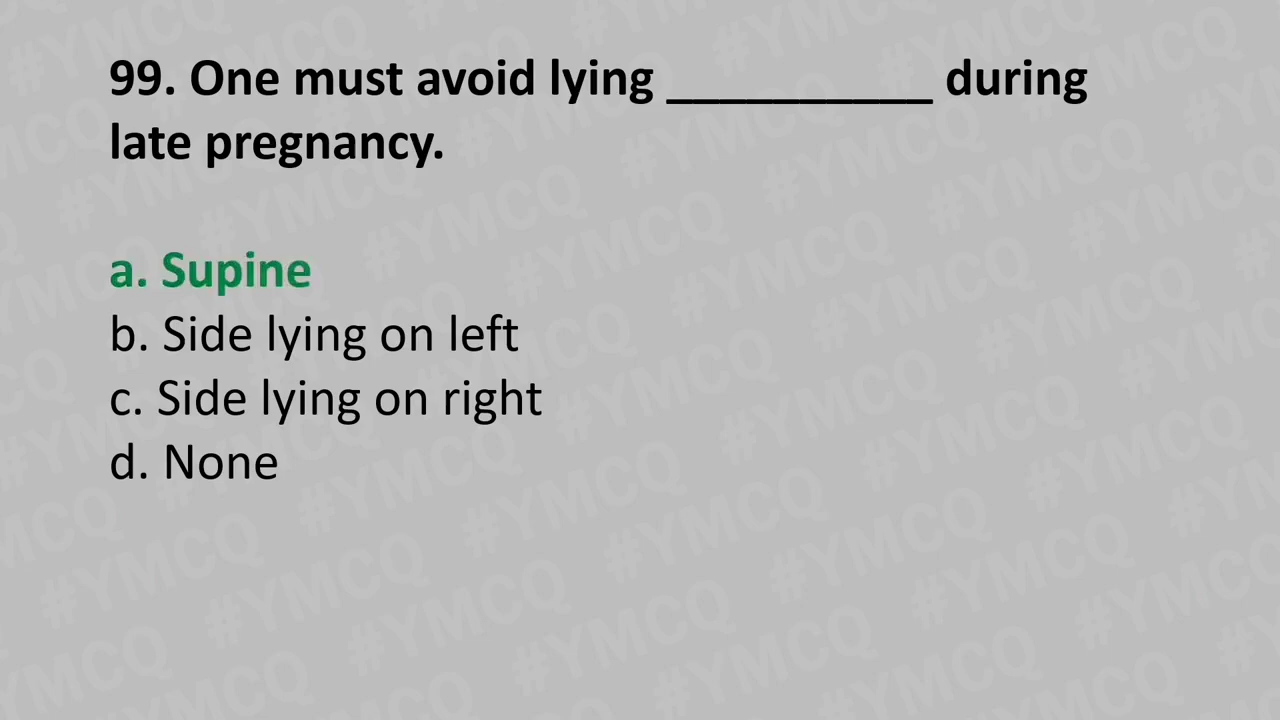 99. One must avoid lying __________ during
late pregnancy.
a. Supine
b. Side lying on left
c. Side lying on right
d. None
#YMCQ